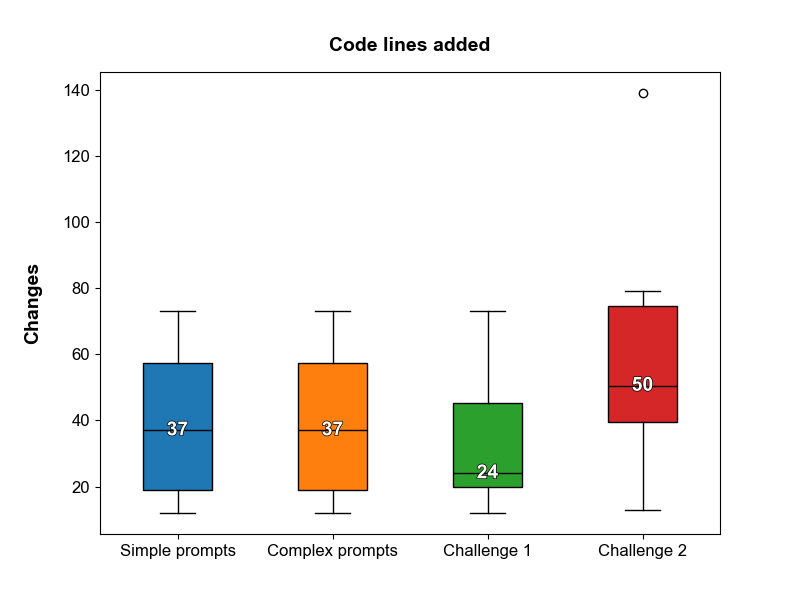 Code lines added
Changes
140
120
100
80
60
40
20
37
37
24
50
Simple prompts
Complex prompts
Challenge 1
Challenge 2